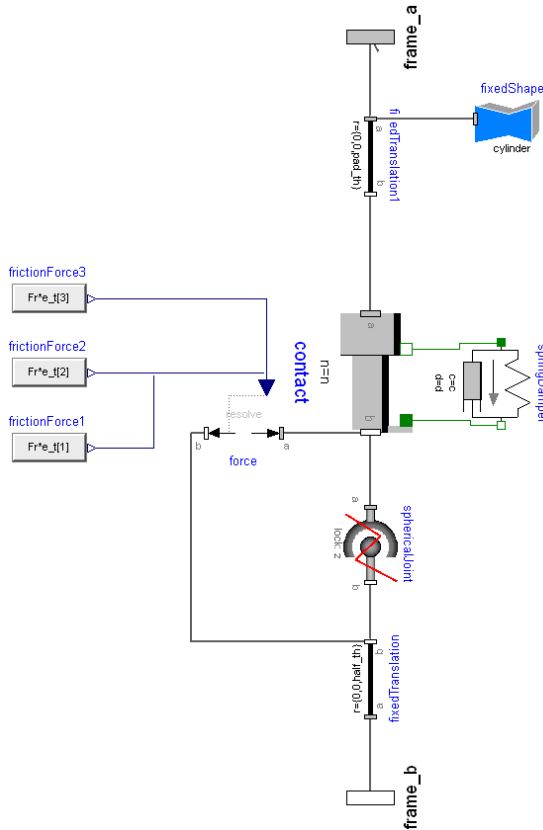 frame_a
fixedShape
cylinder
a
fixedTranslation1
r={0,0,pad_th}
b
frictionForce3
Fr*e_t[3]
frictionForce2
Fr*e_t[2]
frictionForce1
Fr*e_t[1]
contact
n=n
a
b
springDamper
c=c
d=d
resolve
b
a
force
a
sphericalJoint
lock: z
b
b
r={0,0,half_th}
fixedTranslation
a
frame_b